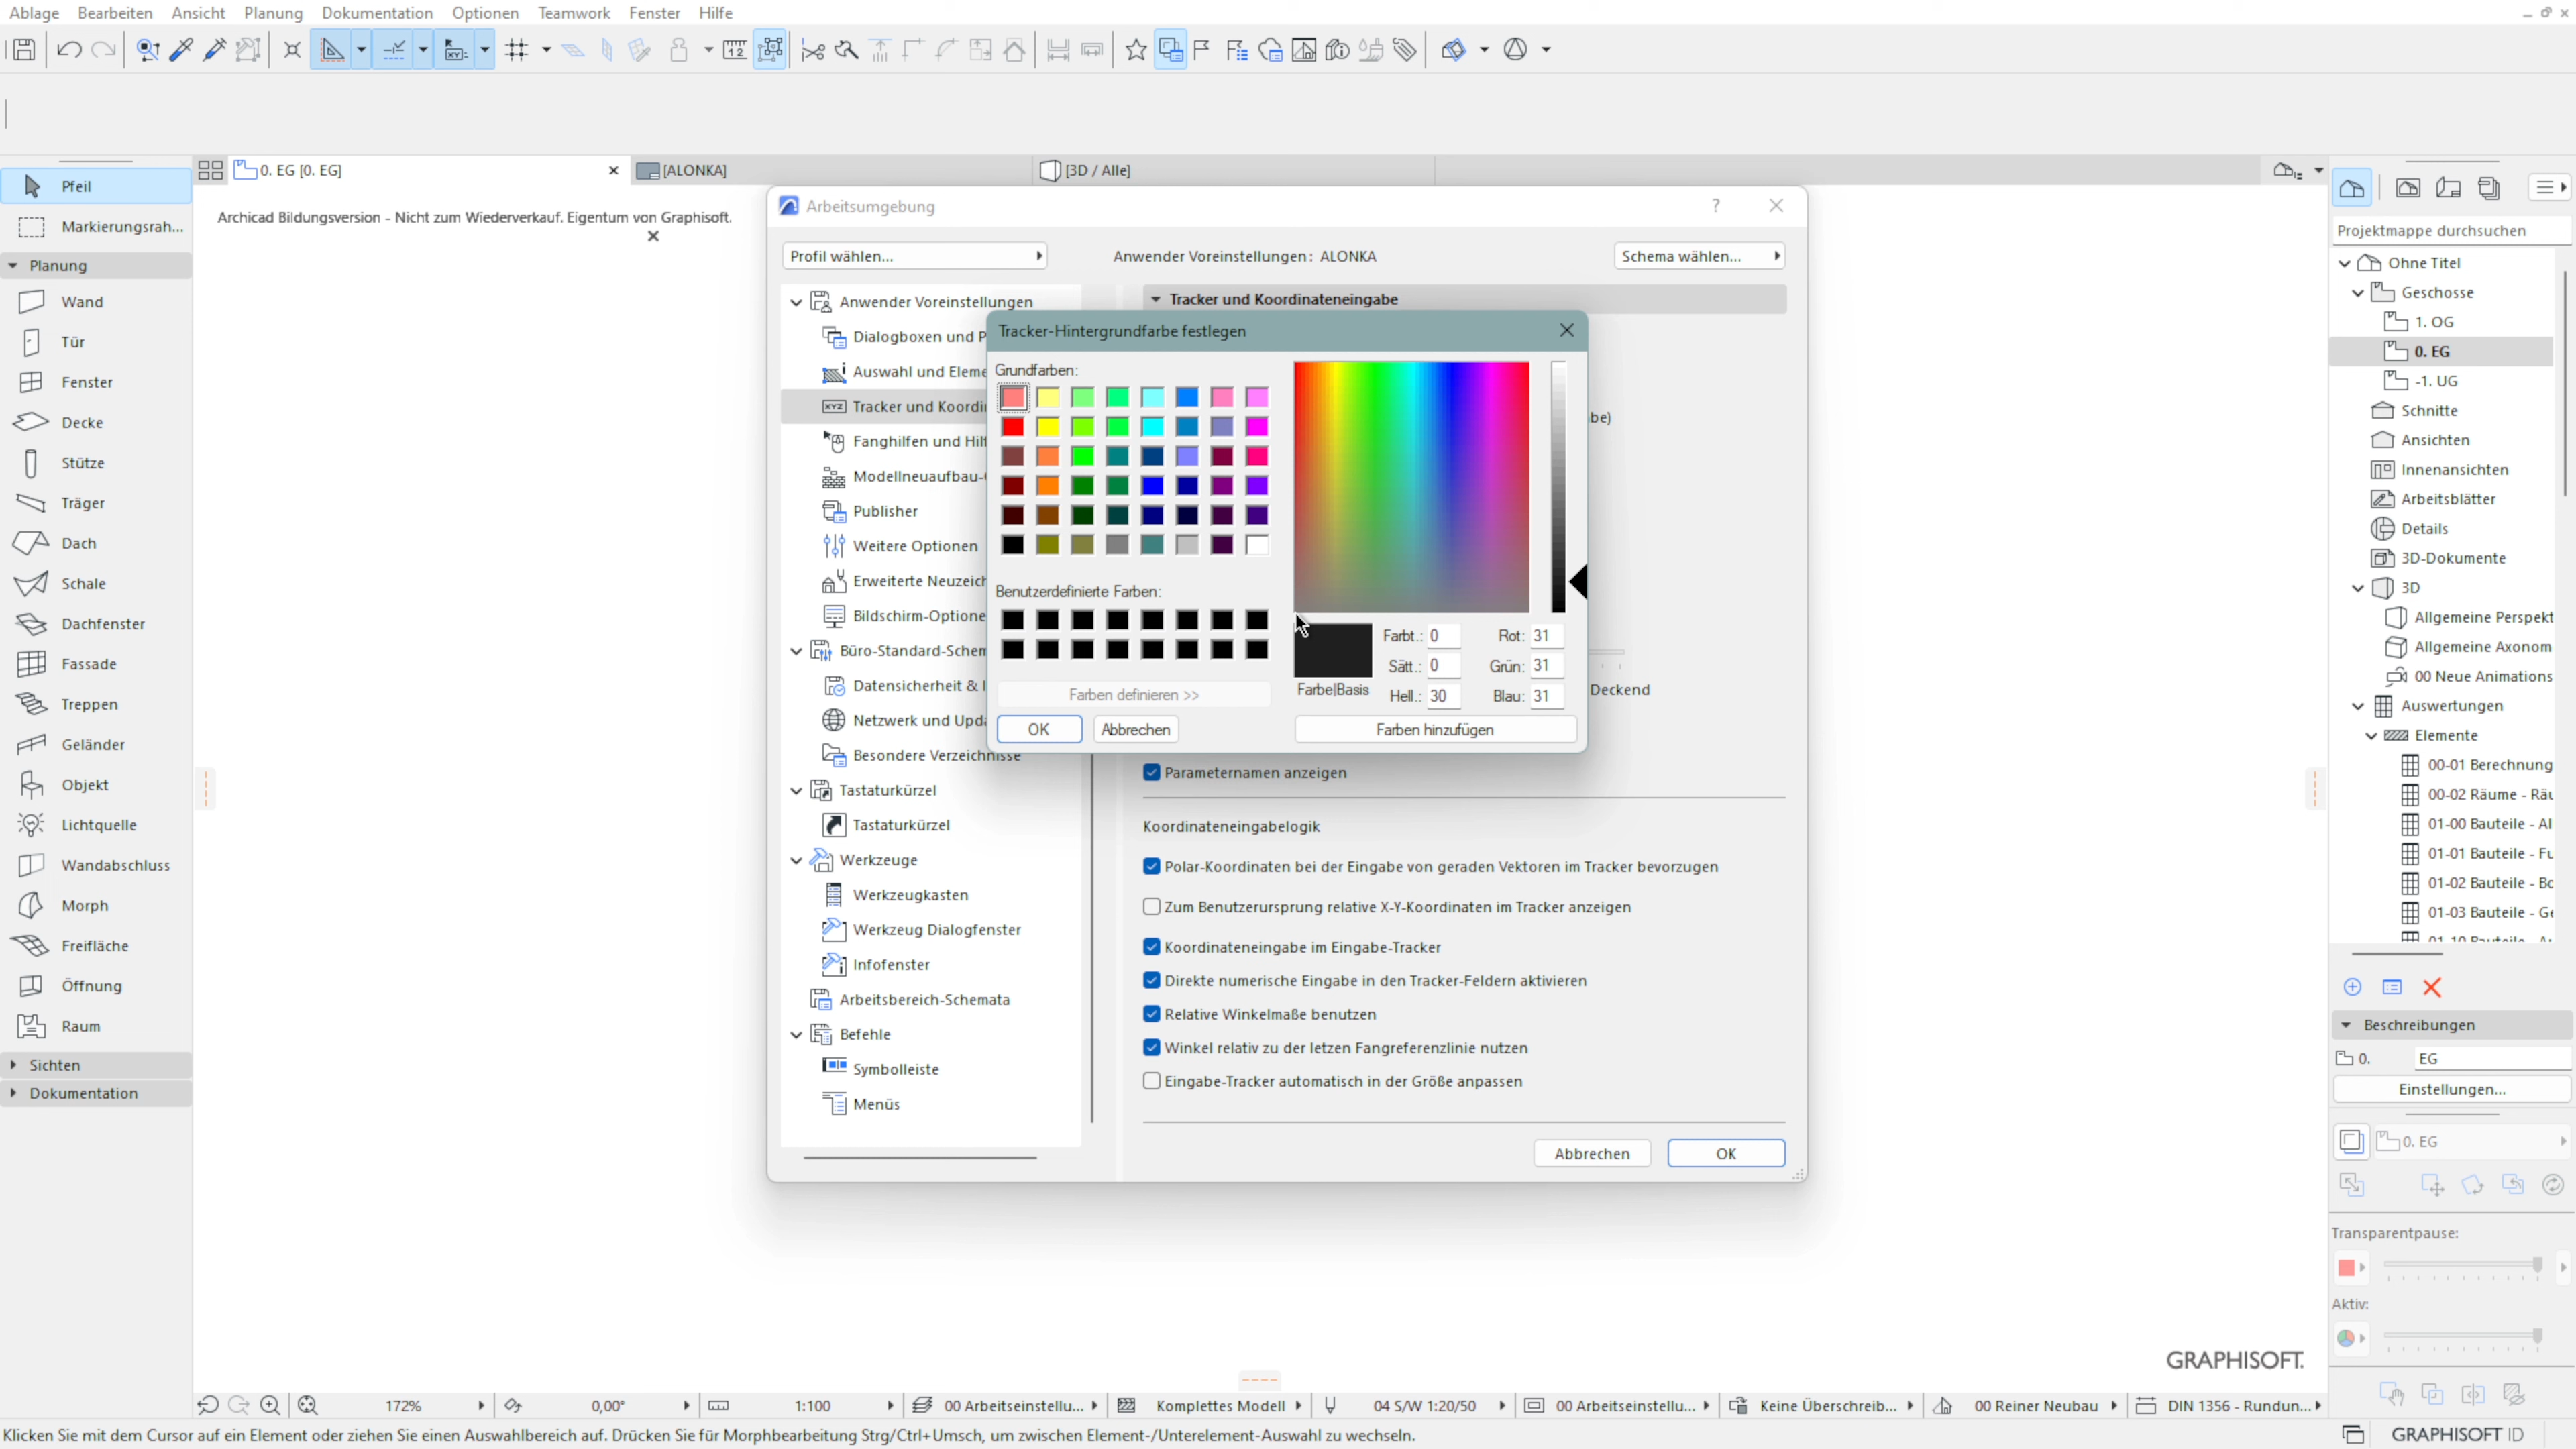 Ablage Bearbeiten Ansicht Planung Dokumentation Optionen Teamwork Fenster Hilfe
0. EG [0. EG]
[ALONKA]
[3D / Alle]
Pfeil
Markierungsrah...
Planung
Wand
Tür
Fenster
Decke
Stütze
Träger
Dach
Schale
Dachfenster
Fassade
Treppen
Geländer
Objekt
Lichtquelle
Wandabschluss
Morph
Freifläche
Öffnung
Raum
Sichten
Dokumentation
Archicad Bildungsversion - Nicht zum Wiederverkauf. Eigentum von Graphisoft.
Arbeitsumgebung
?
Profil wählen...
Anwender Voreinstellungen: ALONKA
Schema wählen...
Anwender Voreinstellungen
Dialogboxen und P
Auswahl und Eleme
Tracker und Koordi
Fanghilfen und Hilf
Modellneuaufbau-
Publisher
Weitere Optionen
Erweiterte Neuzeich
Bildschirm-Optione
Büro-Standard-Schem
Datensicherheit &
Netzwerk und Upda
Besondere Verzeichnisse
Tastaturkürzel
Tastaturkürzel
Werkzeuge
Werkzeugkasten
Werkzeug Dialogfenster
Infofenster
Arbeitsbereich-Schemata
Befehle
Symbolleiste
Menüs
Tracker und Koordinateneingabe
Tracker-Hintergrundfarbe festlegen
Grundfarben:
Benutzerdefinierte Farben:
Farben definieren >>
OK
Abbrechen
Farbe|Basis
Farbt.: 0
Rot: 31
Sätt.: 0
Grün: 31
Hell.: 30
Blau: 31
Farben hinzufügen
be)
Deckend
Parameternamen anzeigen
Koordinateneingabelogik
Polar-Koordinaten bei der Eingabe von geraden Vektoren im Tracker bevorzugen
Zum Benutzerursprung relative X-Y-Koordinaten im Tracker anzeigen
Koordinateneingabe im Eingabe-Tracker
Direkte numerische Eingabe in den Tracker-Feldern aktivieren
Relative Winkelmaße benutzen
Winkel relativ zu der letzen Fangreferenzlinie nutzen
Eingabe-Tracker automatisch in der Größe anpassen
Abbrechen
OK
Projektmappe durchsuchen
Ohne Titel
Geschosse
1. OG
0. EG
-1. UG
Schnitte
Ansichten
Innenansichten
Arbeitsblätter
Details
3D-Dokumente
3D
Allgemeine Perspekt
Allgemeine Axonom
00 Neue Animations
Auswertungen
Elemente
00-01 Berechnung
00-02 Räume - Räu
01-00 Bauteile - Al
01-01 Bauteile - Fu
01-02 Bauteile - Bo
01-03 Bauteile - Ge
Beschreibungen
0. EG
Einstellungen...
0. EG
Transparentpause:
Aktiv:
GRAPHISOFT.
172%
0,00°
1:100
00 Arbeitseinstellu...
Komplettes Modell
04 S/W 1:20/50
00 Arbeitseinstellu...
Keine Überschreib...
00 Reiner Neubau
DIN 1356 - Rundun...
Klicken Sie mit dem Cursor auf ein Element oder ziehen Sie einen Auswahlbereich auf. Drücken Sie für Morphbearbeitung Strg/Ctrl+Umsch, um zwischen Element-/Unterelement-Auswahl zu wechseln.
GRAPHISOFT ID